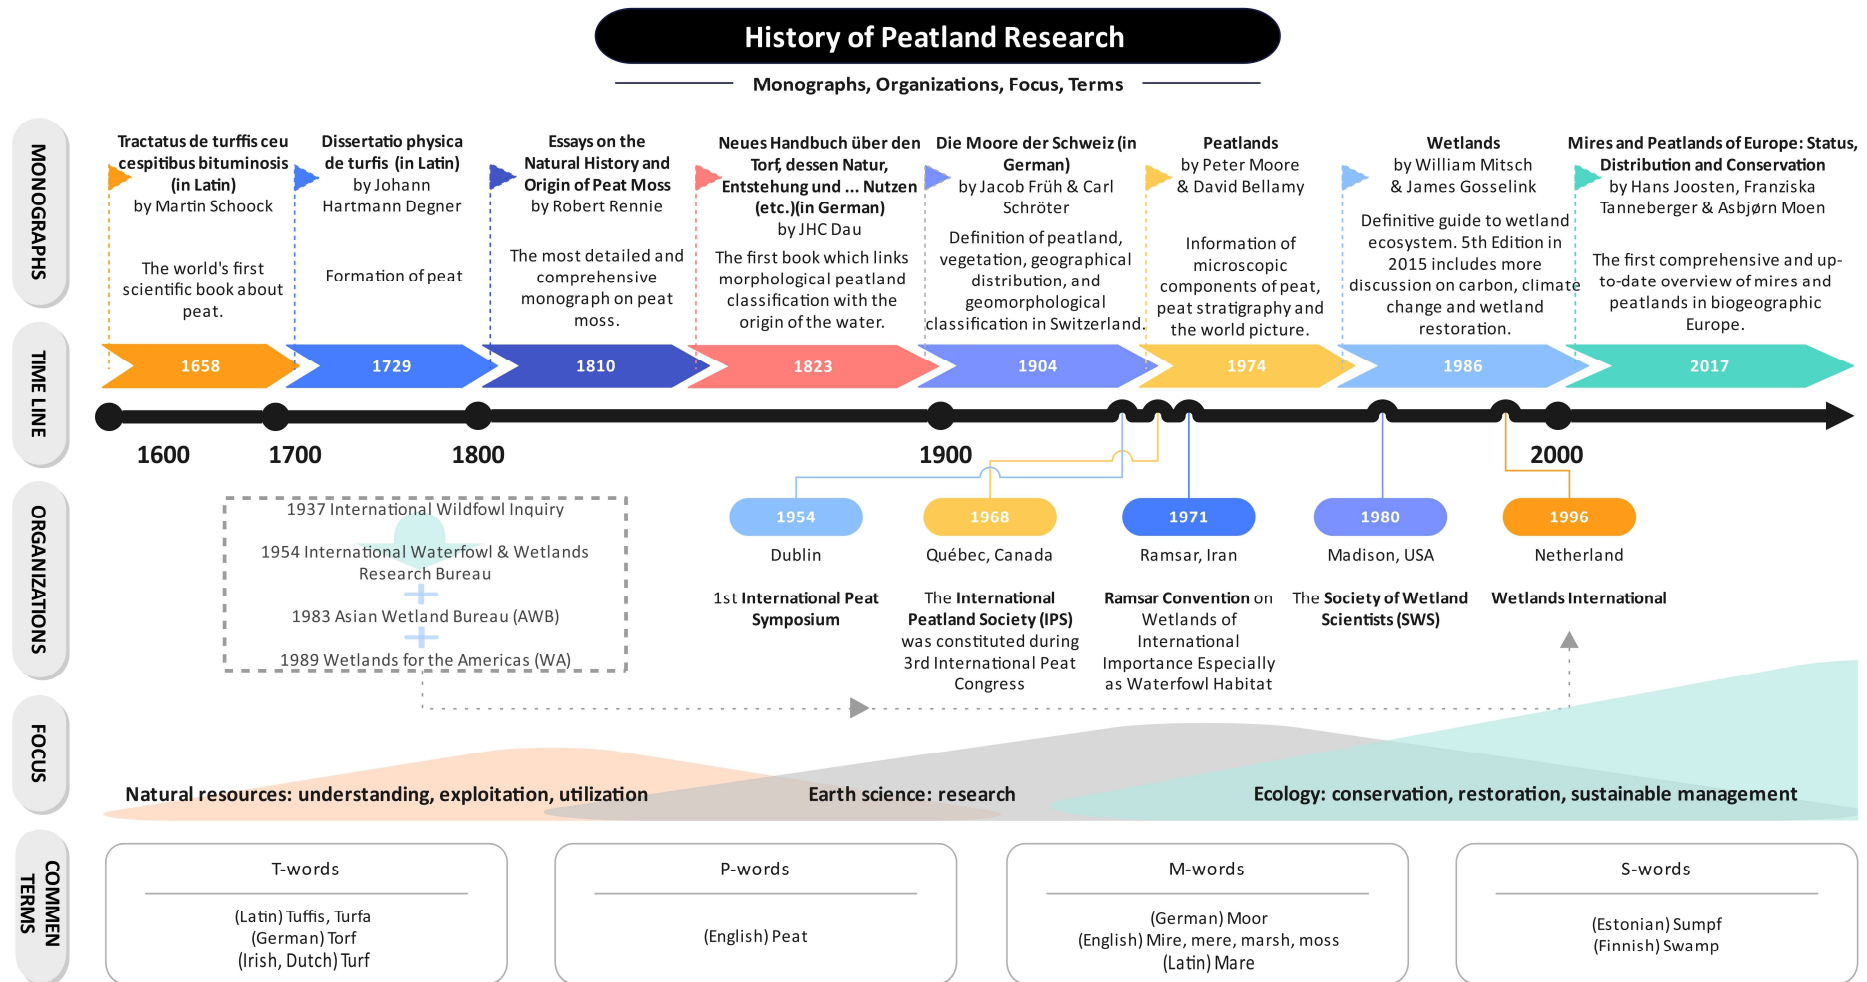 History of Peatland Research
Monographs, Organizations, Focus, Terms
MONOGRAPHS
Tractatus de turffis ceu
cespitibus bituminosis
(in Latin)
by Martin Schoock
The world's first
scientific book about
peat.
Dissertatio physica
de turfis (in Latin)
by Johann
Hartmann Degner
Formation of peat
Essays on the
Natural History and
Origin of Peat Moss
by Robert Rennie
The most detailed and
comprehensive
monograph on peat
moss.
Neues Handbuch über den
Torf, dessen Natur,
Entstehung und ... Nutzen
(etc.)(in German)
by JHC Dau
The first book which links
morphological peatland
classification with the
origin of the water.
Die Moore der Schweiz (in
German)
by Jacob Früh & Carl
Schröter
Definition of peatland,
vegetation, geographical
distribution, and
geomorphological
classification in Switzerland.
Peatlands
by Peter Moore
& David Bellamy
Information of
microscopic
components of peat,
peat stratigraphy and
the world picture.
Wetlands
by William Mitsch
& James Gosselink
Definitive guide to wetland
ecosystem. 5th Edition in
2015 includes more
discussion on carbon, climate
change and wetland
restoration.
Mires and Peatlands of Europe: Status,
Distribution and Conservation
by Hans Joosten, Franziska
Tanneberger & Asbjørn Moen
The first comprehensive and up-
to-date overview of mires and
peatlands in biogeographic
Europe.
TIME LINE
1658
1729
1810
1823
1904
1974
1986
2017
1600
1700
1800
1900
2000
ORGANIZATIONS
1937 International Wildfowl Inquiry
1954 International Waterfowl & Wetlands
Research Bureau
1983 Asian Wetland Bureau (AWB)
1989 Wetlands for the Americas (WA)
1954
Dublin
1st International Peat
Symposium
1968
Québec, Canada
The International
Peatland Society (IPS)
was constituted during
3rd International Peat
Congress
1971
Ramsar, Iran
Ramsar Convention on
Wetlands of
International
Importance Especially
as Waterfowl Habitat
1980
Madison, USA
The Society of Wetland
Scientists (SWS)
1996
Netherland
Wetlands International
FOCUS
Natural resources: understanding, exploitation, utilization
Earth science: research
Ecology: conservation, restoration, sustainable management
COMMEN
TERMS
T-words
(Latin) Tuffis, Turfa
(German) Torf
(Irish, Dutch) Turf
P-words
(English) Peat
M-words
(German) Moor
(English) Mire, mere, marsh, moss
(Latin) Mare
S-words
(Estonian) Sumpf
(Finnish) Swamp